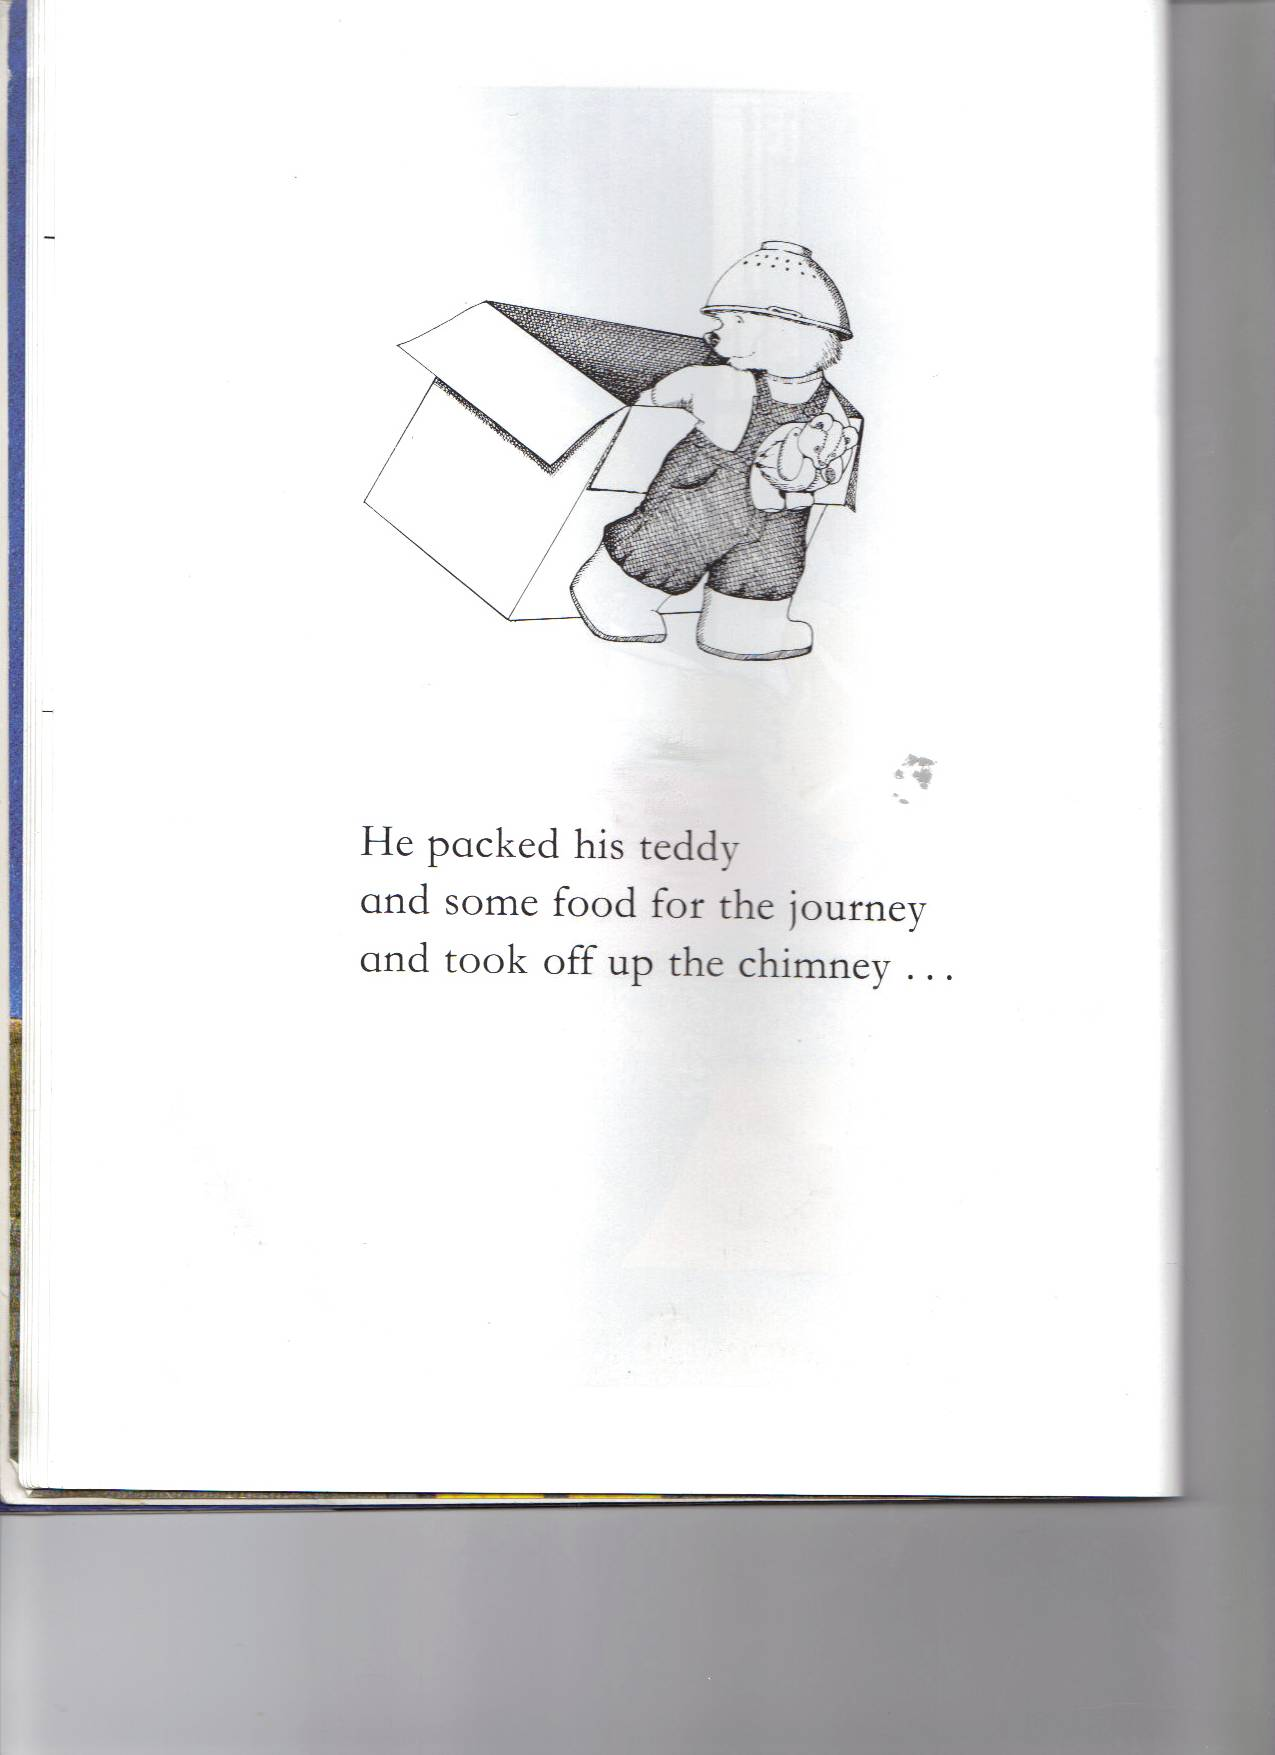 He packed his teddy
and some food for the journey
and took off up the chimney . . .